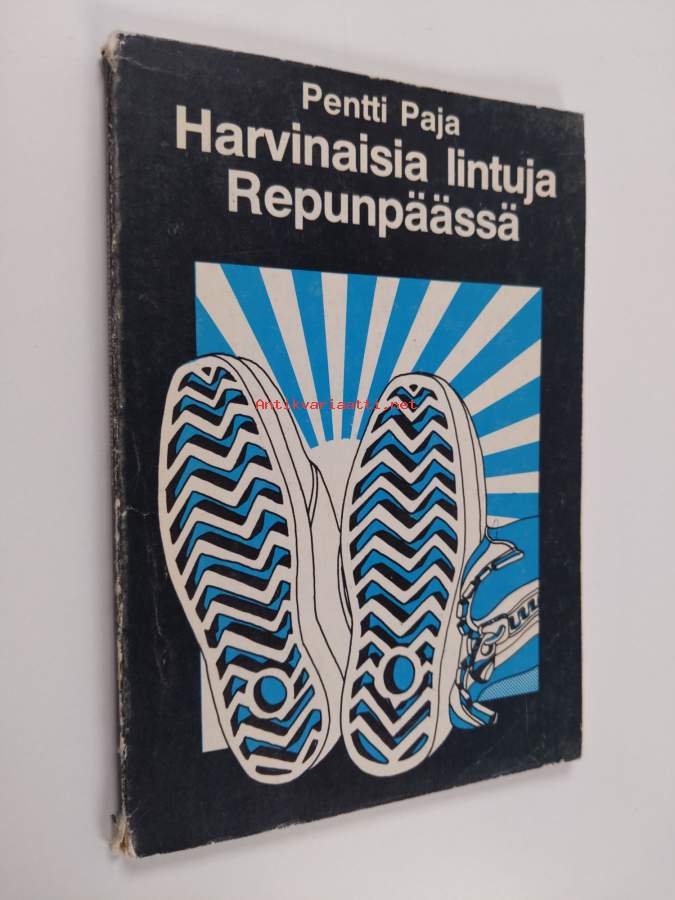 Pentti Paja
Harvinaisia lintuja
Repunpäässä
Antikvariaatti.net